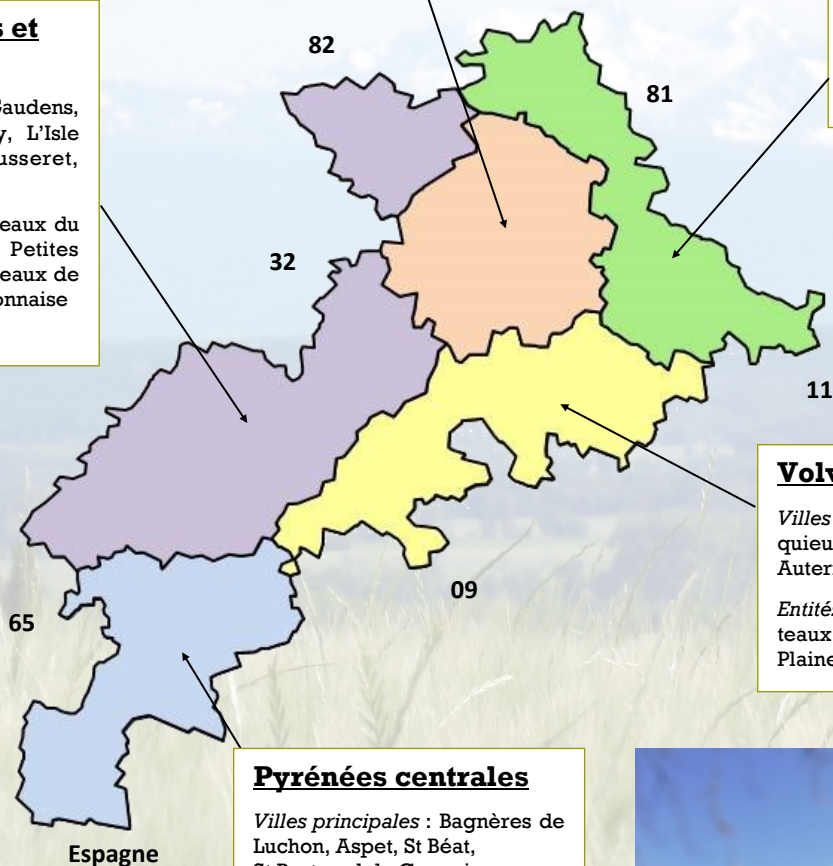 s et
Gaudens,
y, L'Isle
usseret,
eaux du
Petites
eaux de
onnaise
82
81
32
11
65
09
Espagne
Volv
Villes
quieu
Auter
Entités
teaux
Plaine
Pyrénées centrales
Villes principales : Bagnères de
Luchon, Aspet, St Béat,